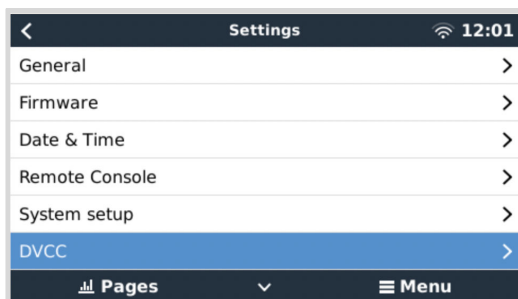 Settings 12:01
General
Firmware
Date & Time
Remote Console
System setup
DVCC
Pages Menu